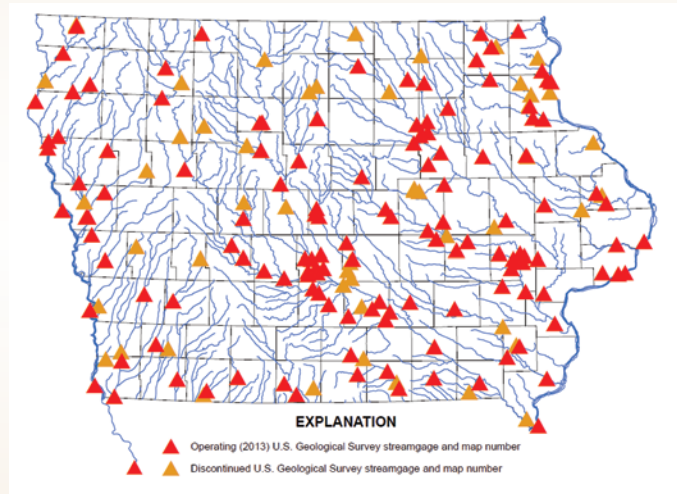 EXPLANATION
Operating (2013) U.S. Geological Survey streamgage and map number
Discontinued U.S. Geological Survey streamgage and map number